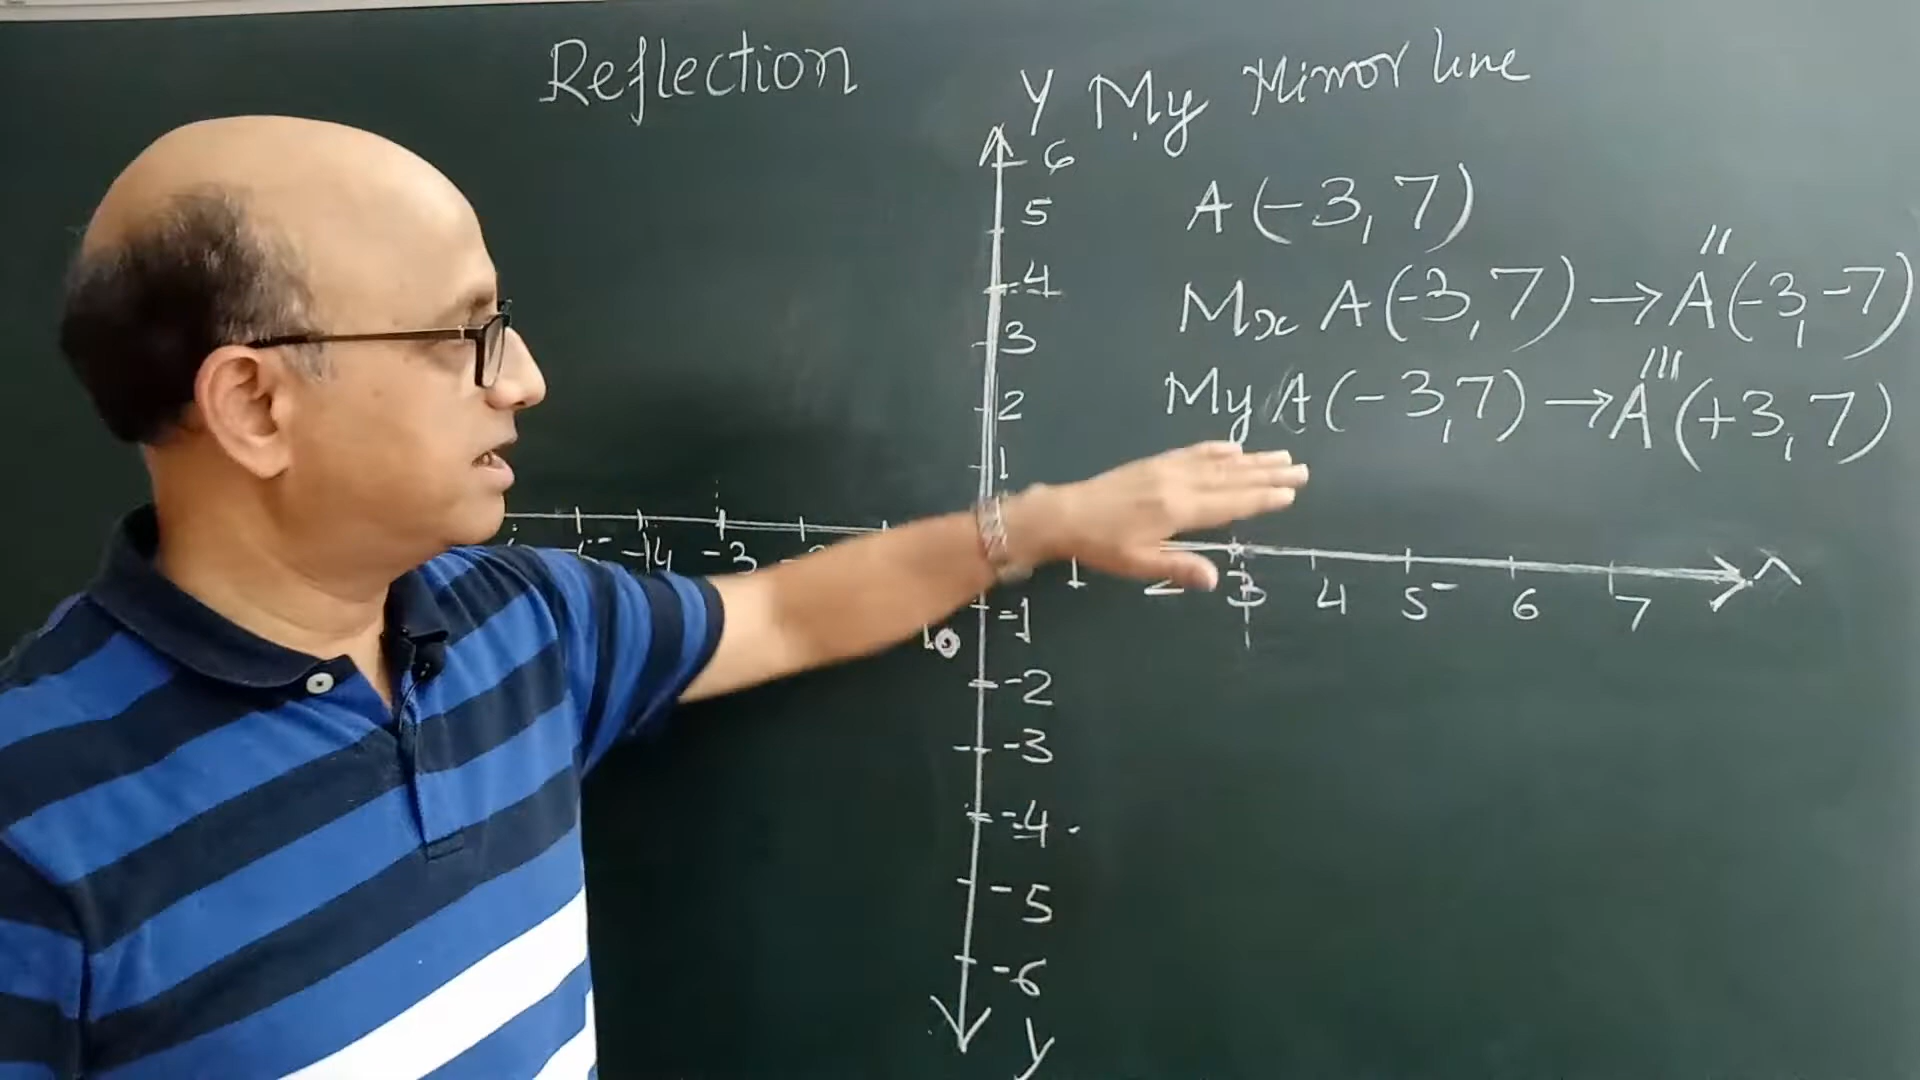 Reflection
Y My Mirror line
A (-3, 7)
Mx A (-3, 7) → A'' (-3, -7)
My A (-3, 7) → A''' (+3, 7)
6
5
4
3
2
1
-4 -3
1 2 3 4 5 6 7
-1
-2
-3
-4
-5
-6
y